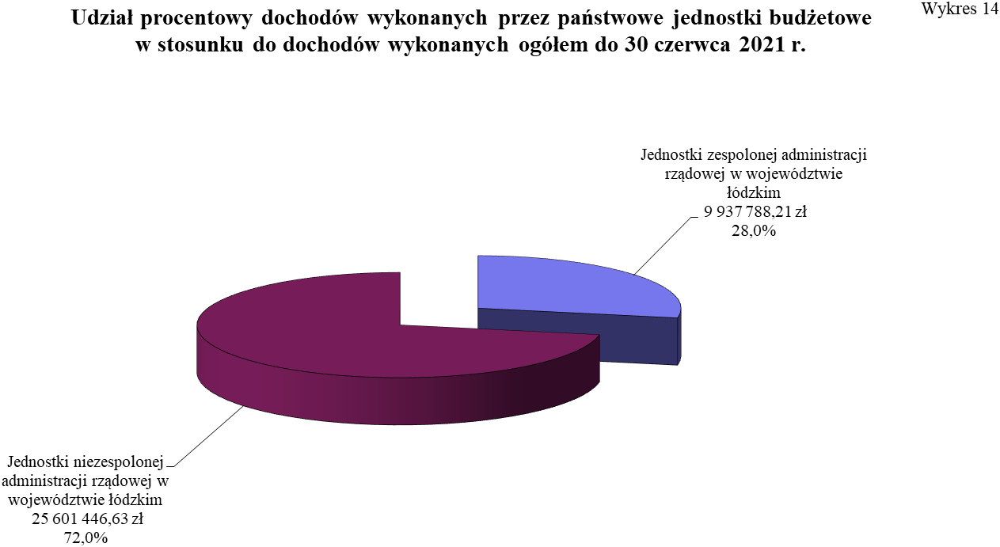 Wykres 14
Udział procentowy dochodów wykonanych przez państwowe jednostki budżetowe
w stosunku do dochodów wykonanych ogółem do 30 czerwca 2021 r.
Jednostki zespolonej administracji
rządowej w województwie
łódzkim
9 937 788,21 zł
28,0%
Jednostki niezespolonej
administracji rządowej w
województwie łódzkim
25 601 446,63 zł
72,0%